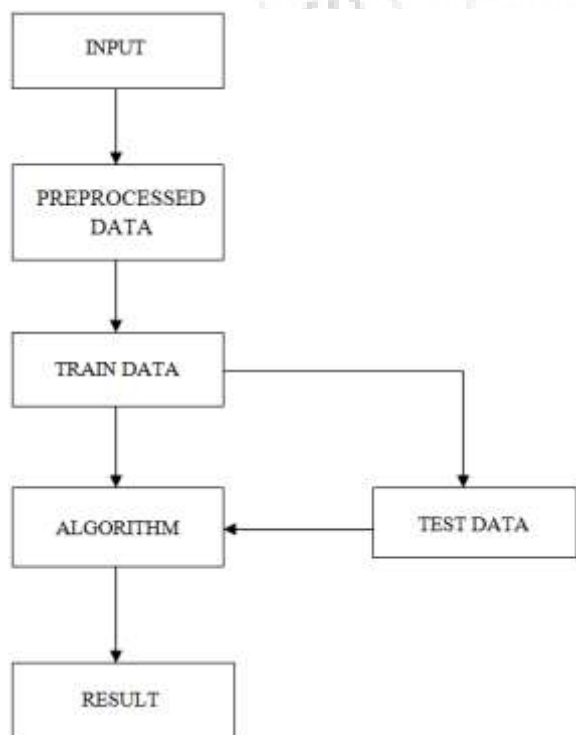 INPUT
PREPROCESSED
DATA
TRAIN DATA
ALGORITHM
TEST DATA
RESULT